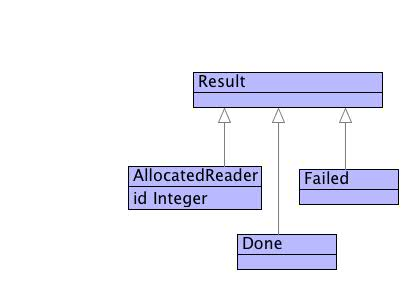 Result
AllocatedReader
id Integer
Failed
Done